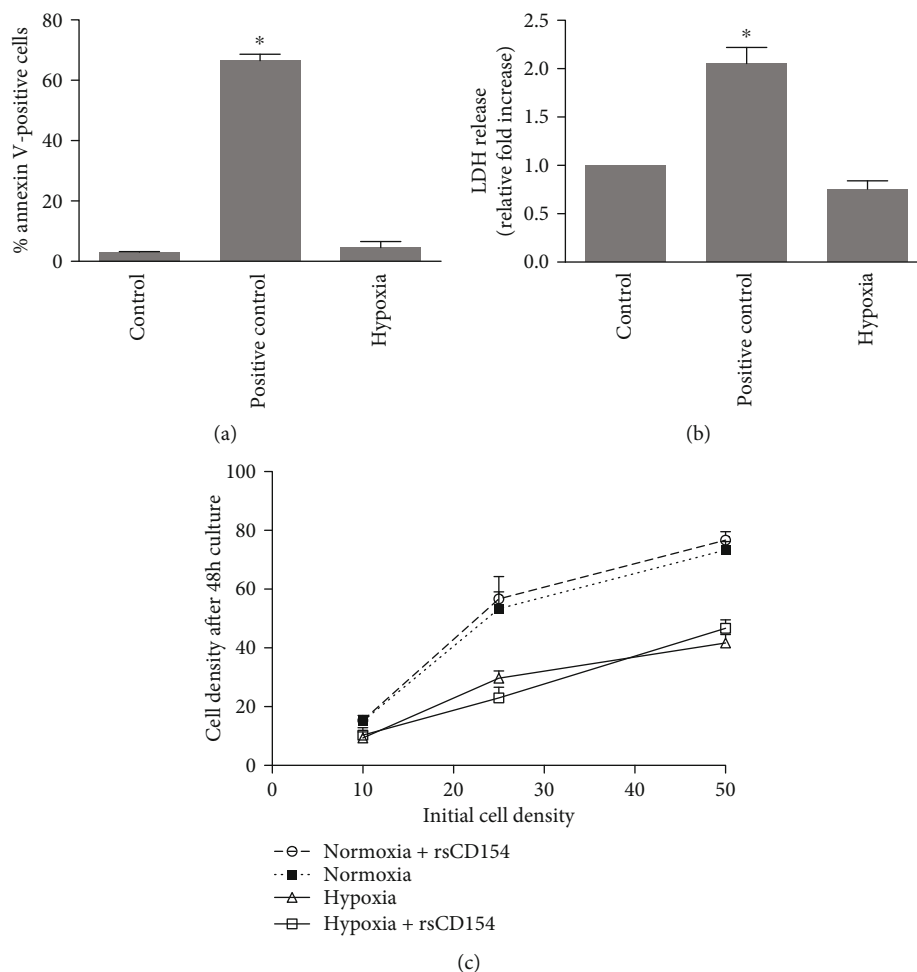 80
60
40
20
0
% annexin V-positive cells
*
Control
Positive control
Hypoxia
(a)
2.5
2.0
1.5
1.0
0.5
0.0
LDH release
(relative fold increase)
*
Control
Positive control
Hypoxia
(b)
100
80
60
40
20
0
Cell density after 48h culture
0 10 20 30 40 50
Initial cell density
Normoxia + rsCD154
Normoxia
Hypoxia
Hypoxia + rsCD154
(c)